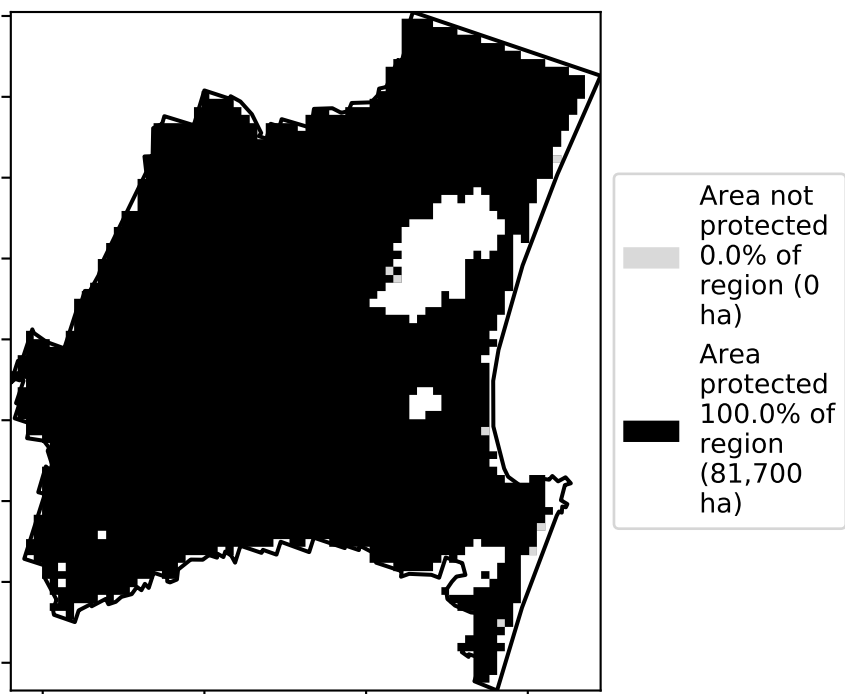 Area not
protected
0.0% of
region (0
ha)
Area
protected
100.0% of
region
(81,700
ha)